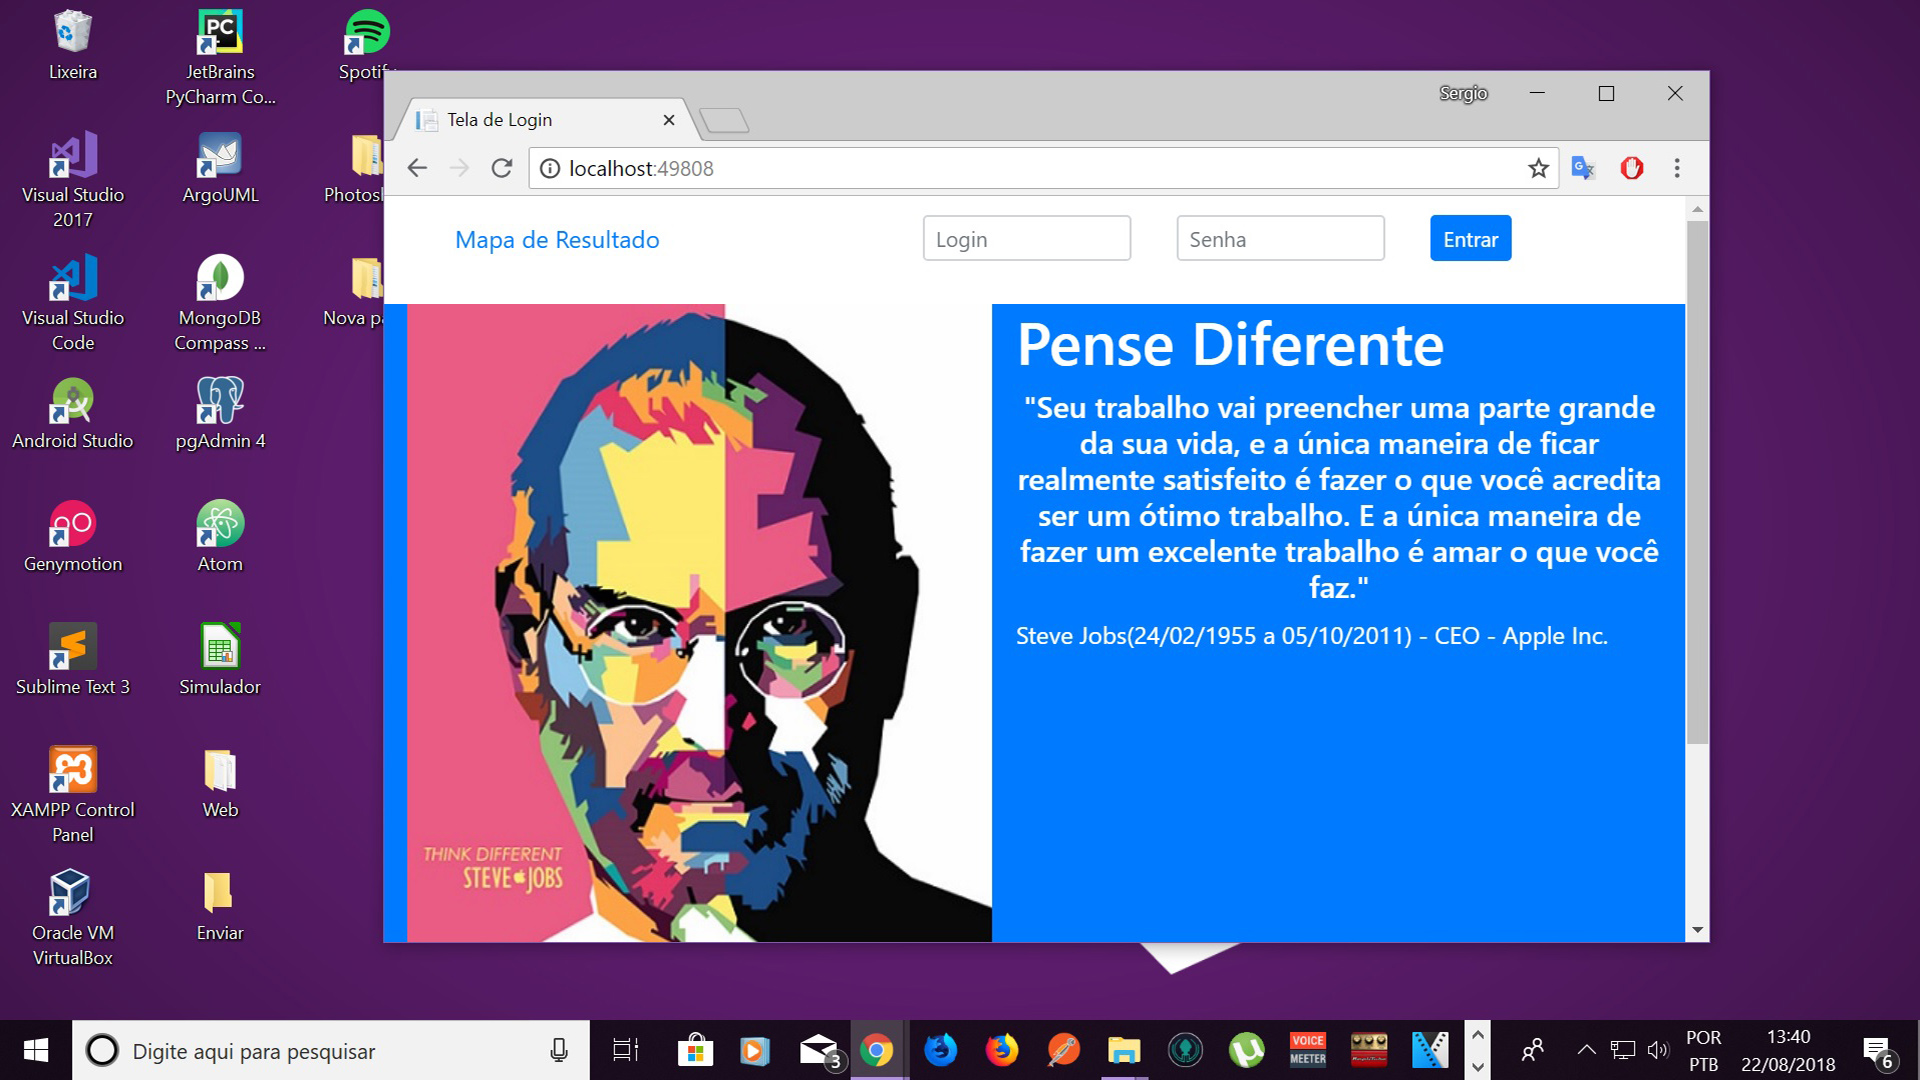 Lixeira
JetBrains
PyCharm Co...
Spotify
Visual Studio
2017
ArgoUML
Photosh
Visual Studio
Code
MongoDB
Compass ...
Nova pa
Android Studio
pgAdmin 4
Genymotion
Atom
Sublime Text 3
Simulador
XAMPP Control
Panel
Web
Oracle VM
VirtualBox
Enviar
Sergio
Tela de Login
localhost:49808
Mapa de Resultado
Login
Senha
Entrar
Pense Diferente
"Seu trabalho vai preencher uma parte grande
da sua vida, e a única maneira de ficar
realmente satisfeito é fazer o que você acredita
ser um ótimo trabalho. E a única maneira de
fazer um excelente trabalho é amar o que você
faz."
Steve Jobs(24/02/1955 a 05/10/2011) - CEO - Apple Inc.
THINK DIFFERENT
STEVE JOBS
Digite aqui para pesquisar
3
VOICE
MEETER
POR
PTB
13:40
22/08/2018
6